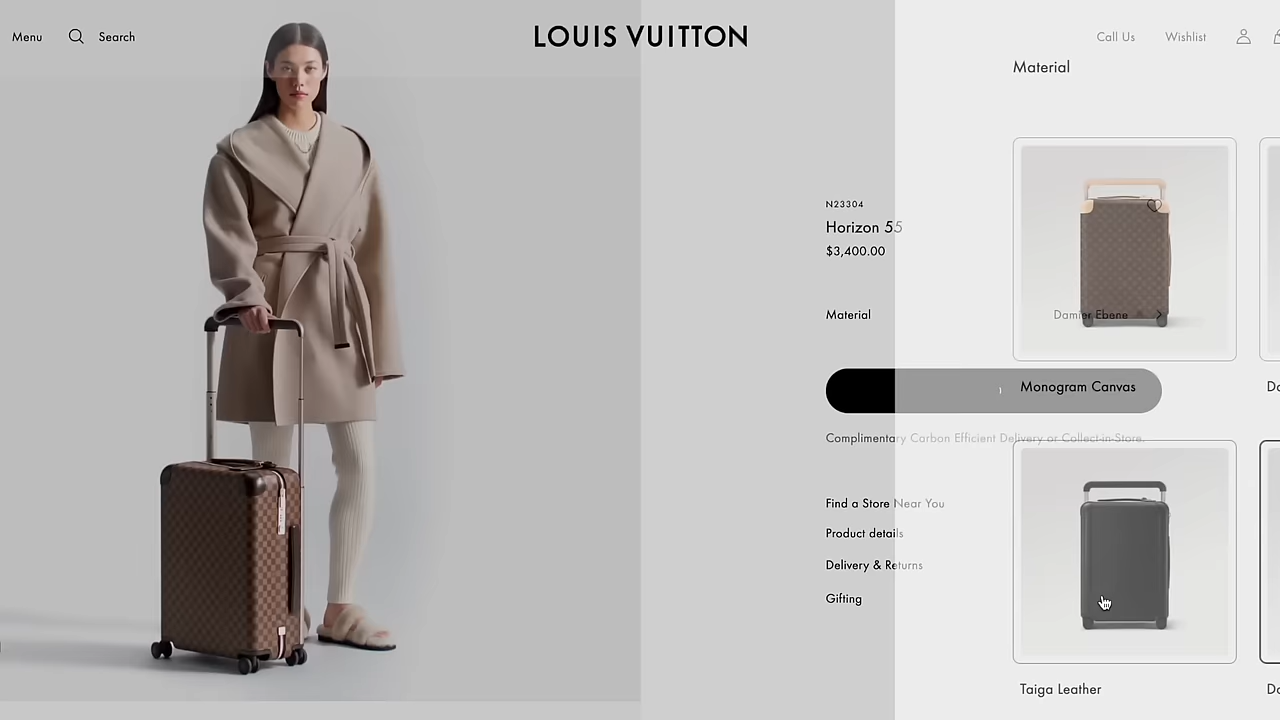 Menu
Search
LOUIS VUITTON
Call Us
Wishlist
Material
N23304
Horizon 55
$3,400.00
Material
Damier Ebene
Monogram Canvas
Complimentary Carbon Efficient Delivery or Collect-in-Store.
Find a Store Near You
Product details
Delivery & Returns
Gifting
Taiga Leather